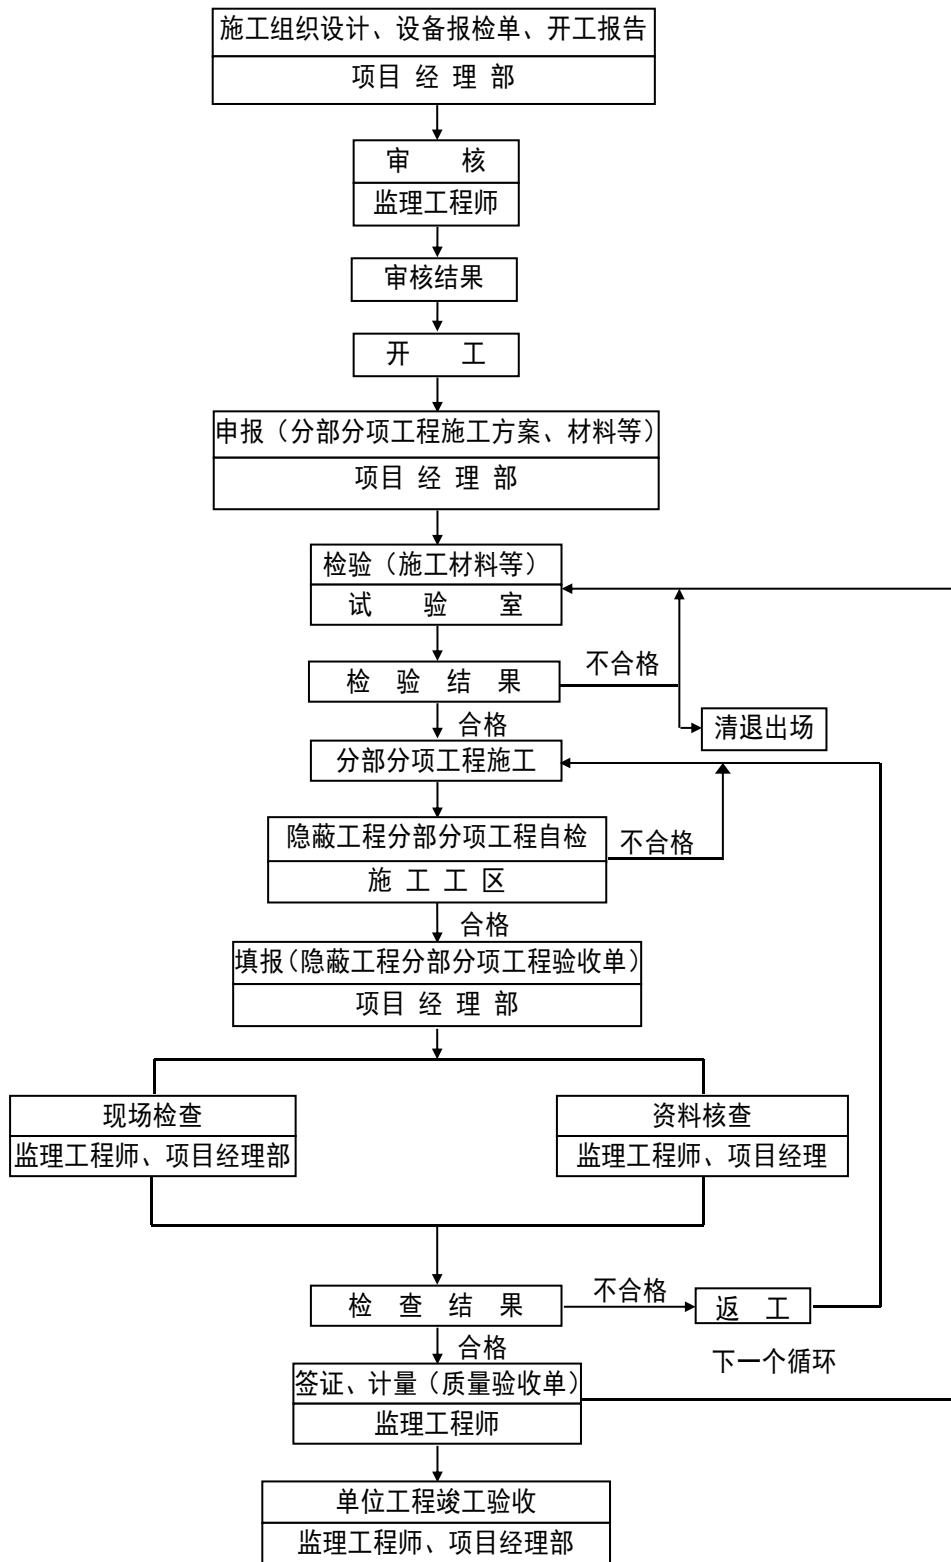 施工组织设计、设备报检单、开工报告
项目 经 理 部
审 核
监理工程师
审核结果
开 工
申报（分部分项工程施工方案、材料等）
项目 经 理 部
检验（施工材料等）
试 验 室
检 验 结 果
不合格
合格
清退出场
分部分项工程施工
隐蔽工程分部分项工程自检
不合格
施 工 工 区
合格
填报（隐蔽工程分部分项工程验收单）
项目 经 理 部
现场检查
监理工程师、项目经理部
资料核查
监理工程师、项目经理
检 查 结 果
不合格
返 工
合格
下一个循环
签证、计量（质量验收单）
监理工程师
单位工程竣工验收
监理工程师、项目经理部